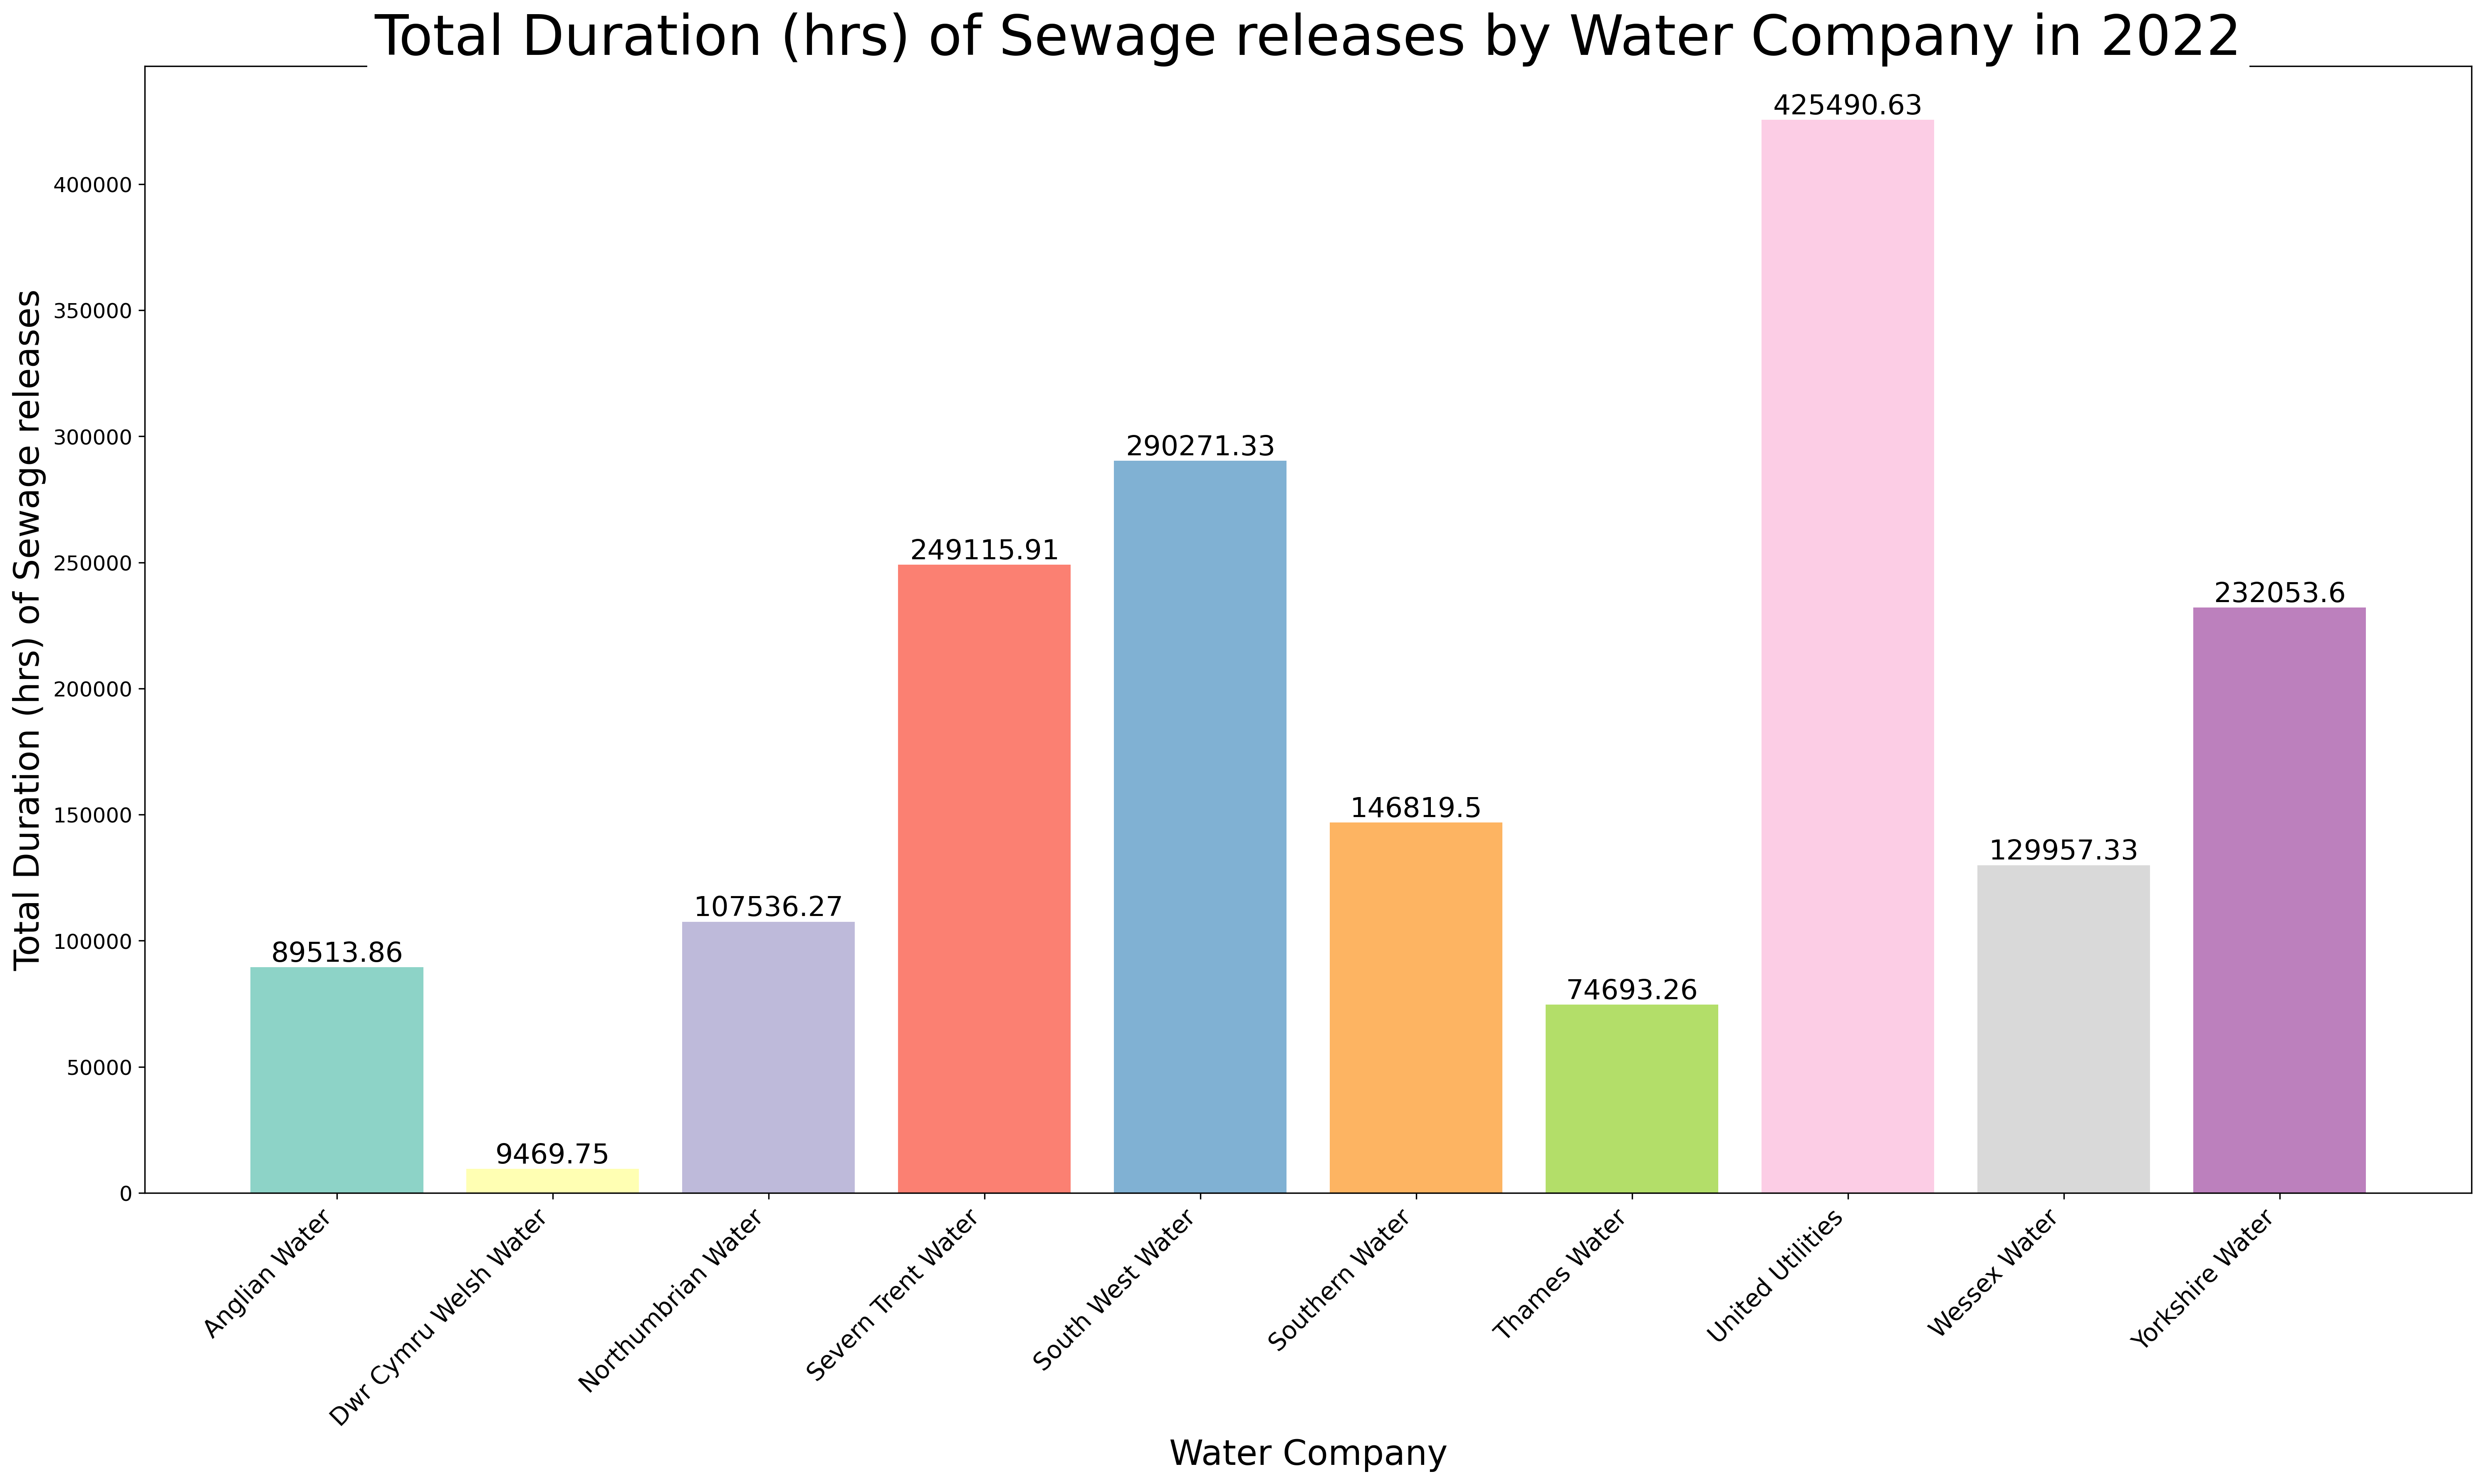 Total Duration (hrs) of Sewage releases by Water Company in 2022
Total Duration (hrs) of Sewage releases
400000
350000
300000
250000
200000
150000
100000
50000
0
89513.86
9469.75
107536.27
249115.91
290271.33
146819.5
74693.26
425490.63
129957.33
232053.6
Anglian Water
Dwr Cymru Welsh Water
Northumbrian Water
Severn Trent Water
South West Water
Southern Water
Thames Water
United Utilities
Wessex Water
Yorkshire Water
Water Company